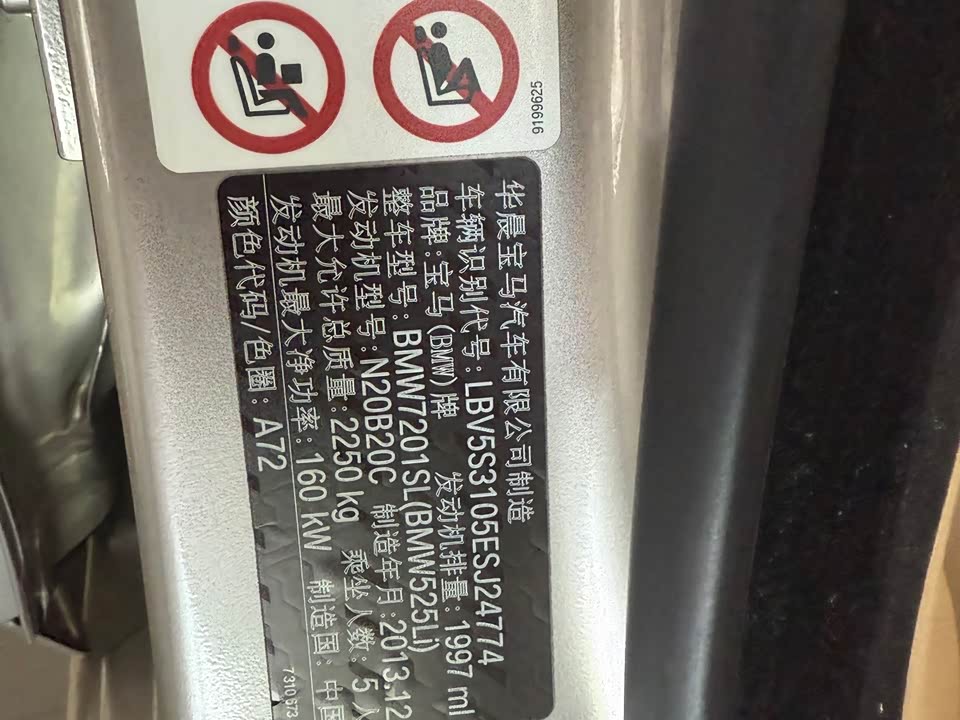 9199625
华晨宝马汽车有限公司制造
车辆识别代号:LBV5S3105ESJ24774
品牌:宝马(BMW)牌 发动机排量:1997 ml
整车型号:BMW7201SL(BMW525Li)
发动机型号:N20B20C 制造年月:2013.12
最大允许总质量:2250 kg 乘坐人数:5人
发动机最大净功率:160 kW 制造国:中国
颜色代码/色圈:A72